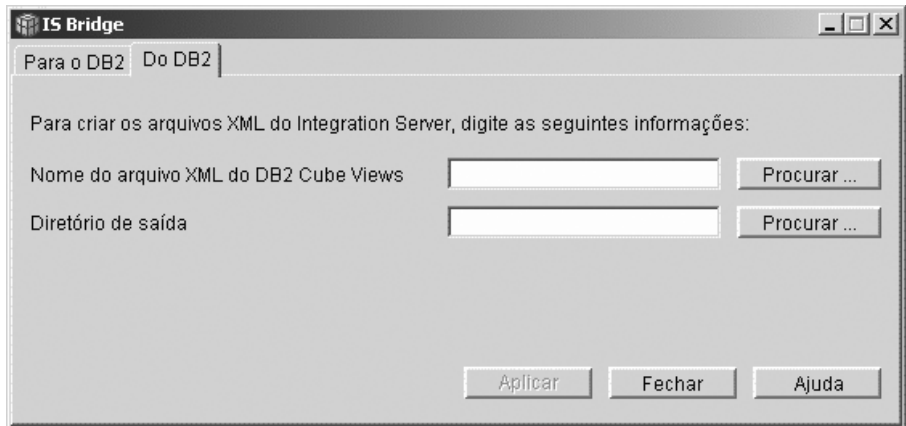 IS Bridge
Para o DB2 Do DB2
Para criar os arquivos XML do Integration Server, digite as seguintes informações:
Nome do arquivo XML do DB2 Cube Views Procurar ...
Diretório de saída Procurar ...
Aplicar Fechar Ajuda